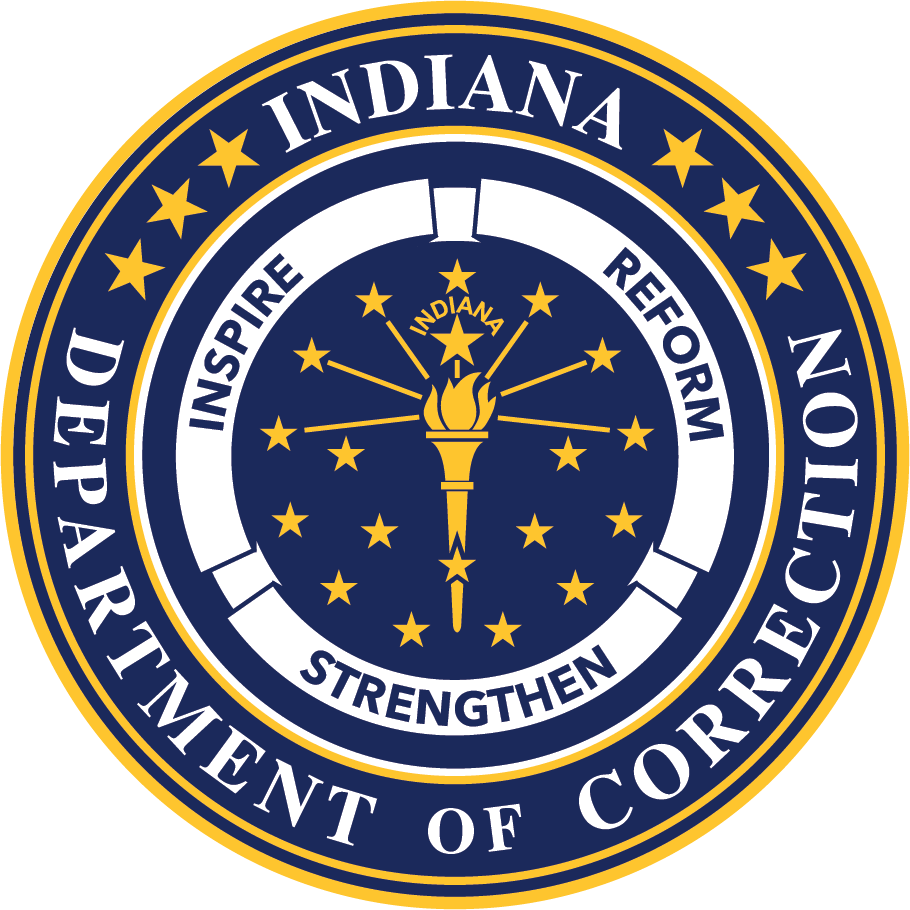 INDIANA
DEPARTMENT OF CORRECTION
INSPIRE
REFORM
STRENGTHEN
INDIANA